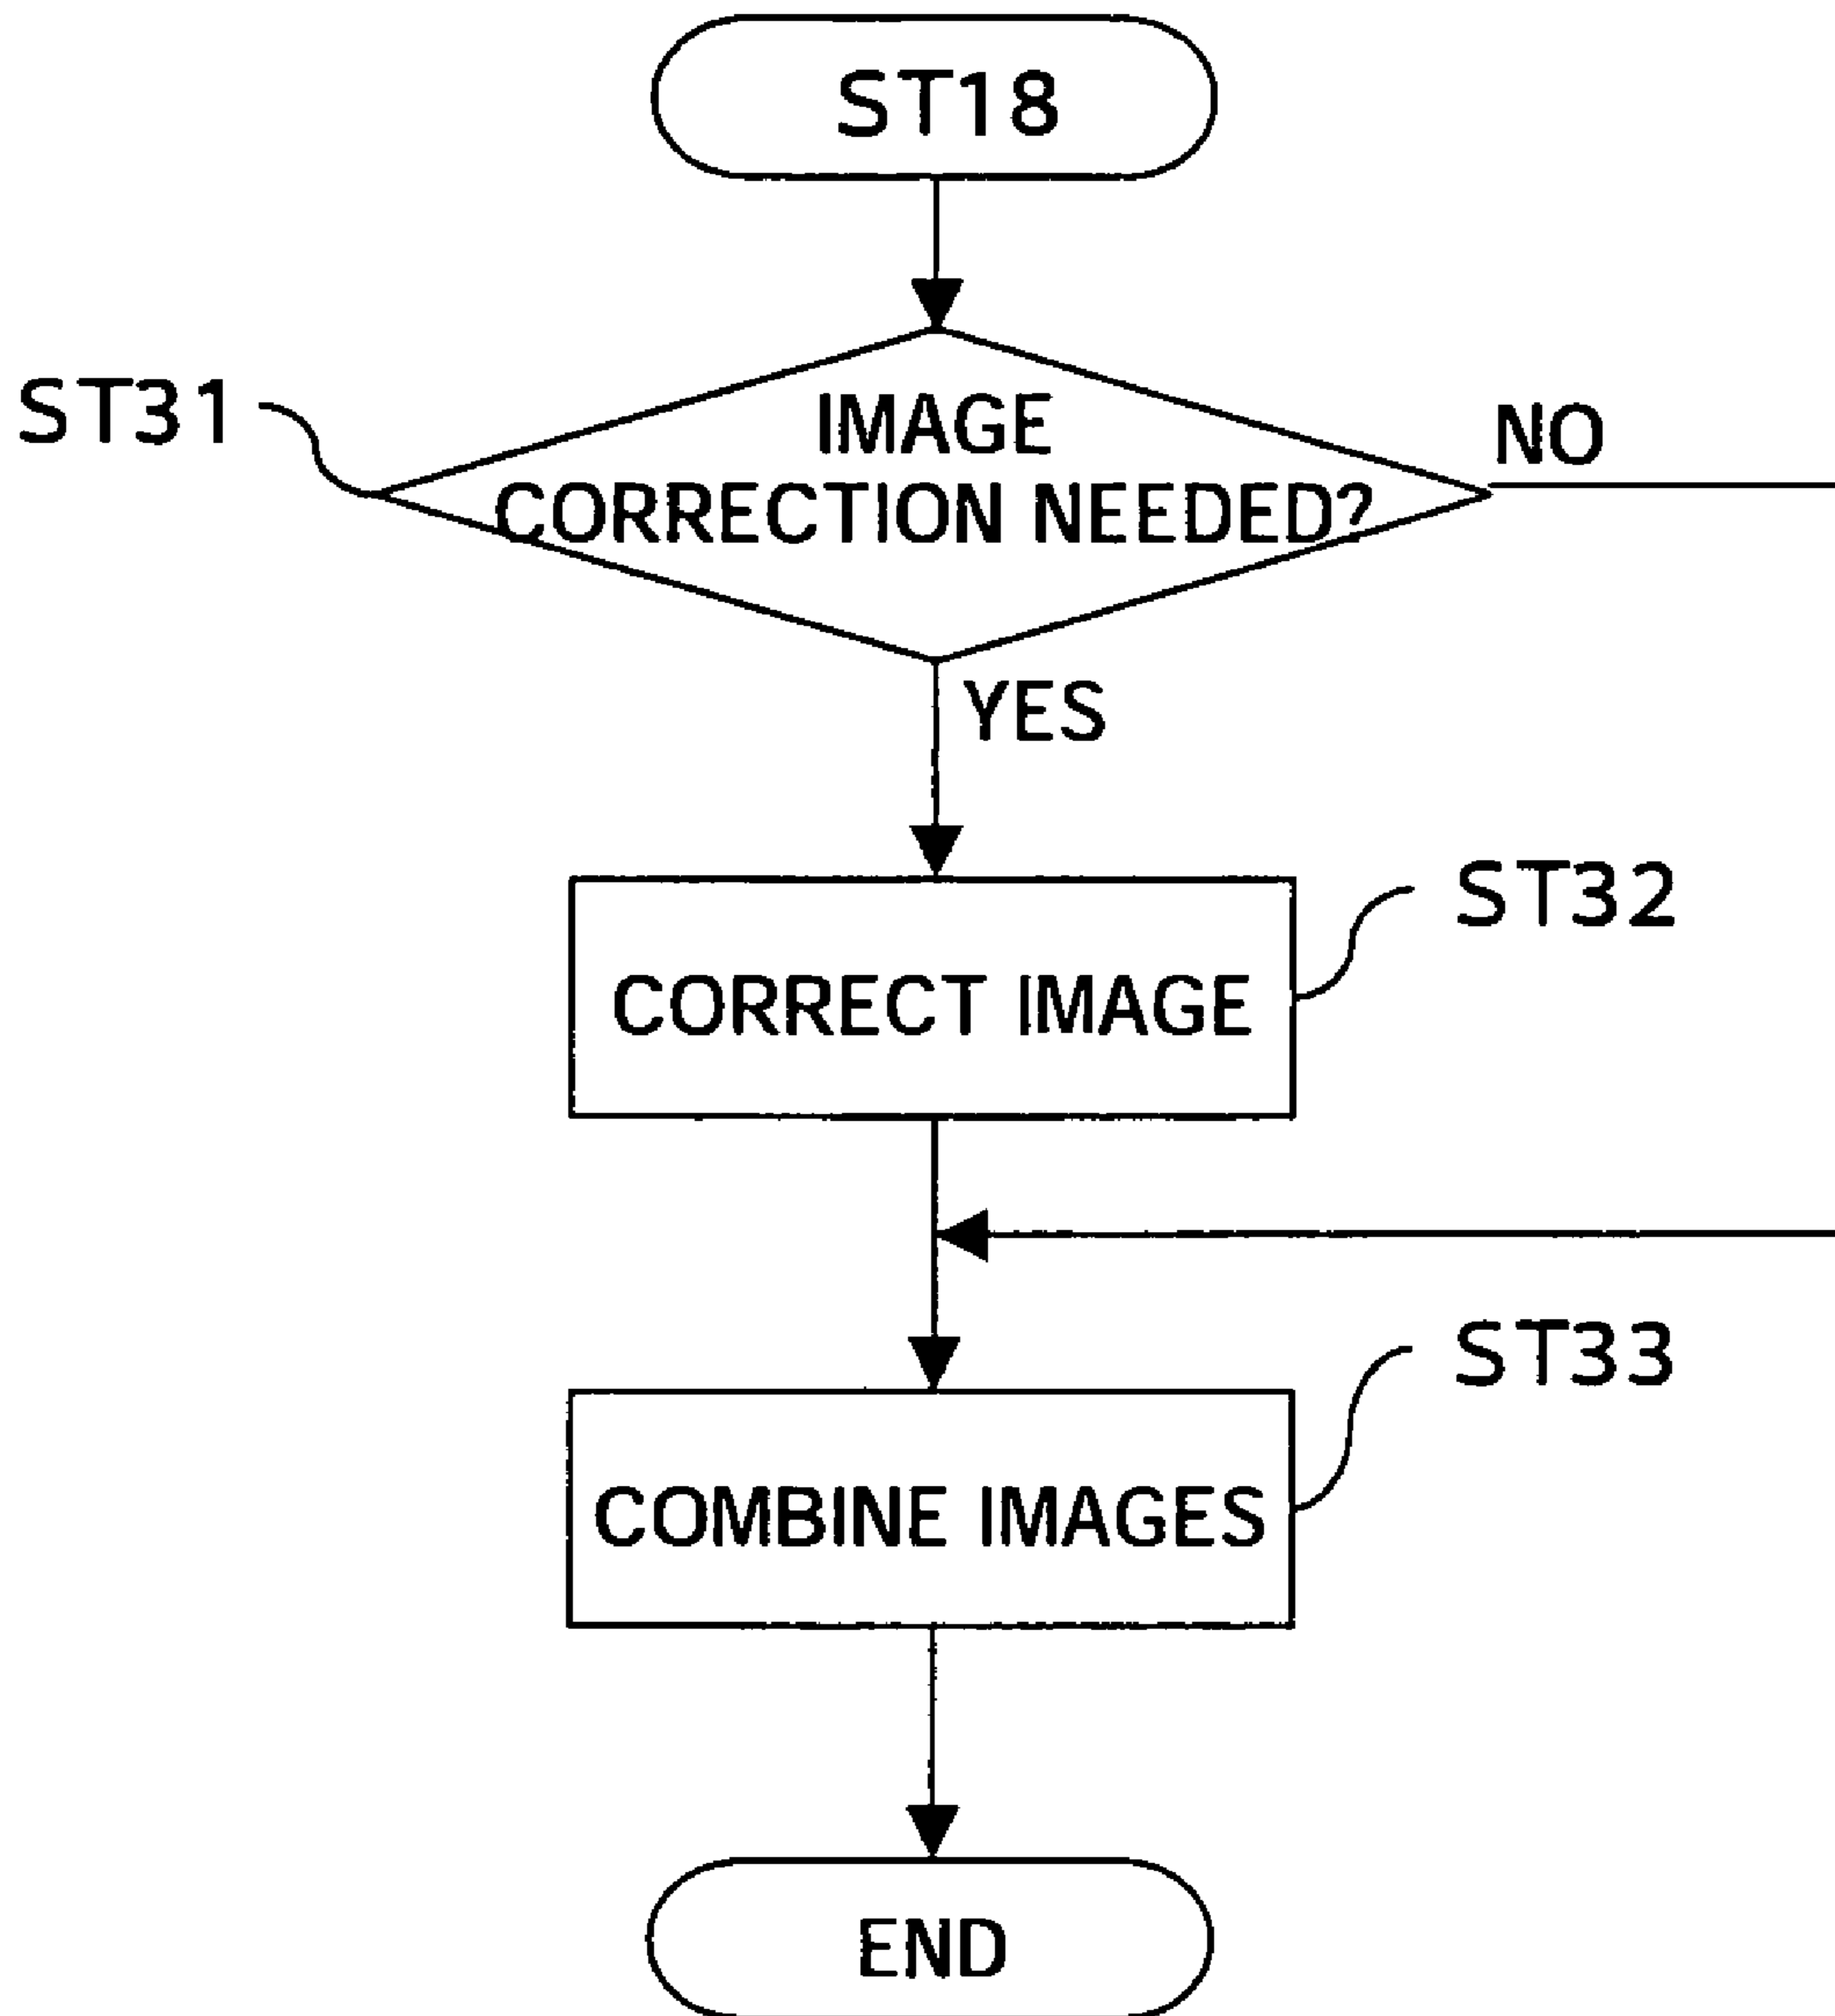 ST18
ST31
IMAGE
CORRECTION NEEDED?
NO
YES
ST32
CORRECT IMAGE
ST33
COMBINE IMAGES
END